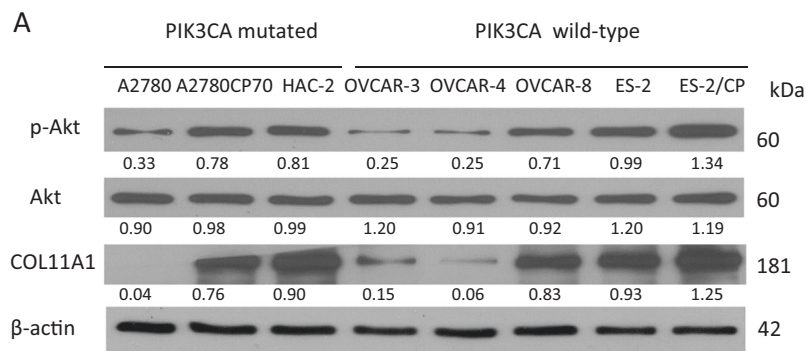 A
PIK3CA mutated PIK3CA wild-type
A2780 A2780CP70 HAC-2 OVCAR-3 OVCAR-4 OVCAR-8 ES-2 ES-2/CP kDa
p-Akt 60
0.33 0.78 0.81 0.25 0.25 0.71 0.99 1.34
Akt 60
0.90 0.98 0.99 1.20 0.91 0.92 1.20 1.19
COL11A1 181
0.04 0.76 0.90 0.15 0.06 0.83 0.93 1.25
β-actin 42